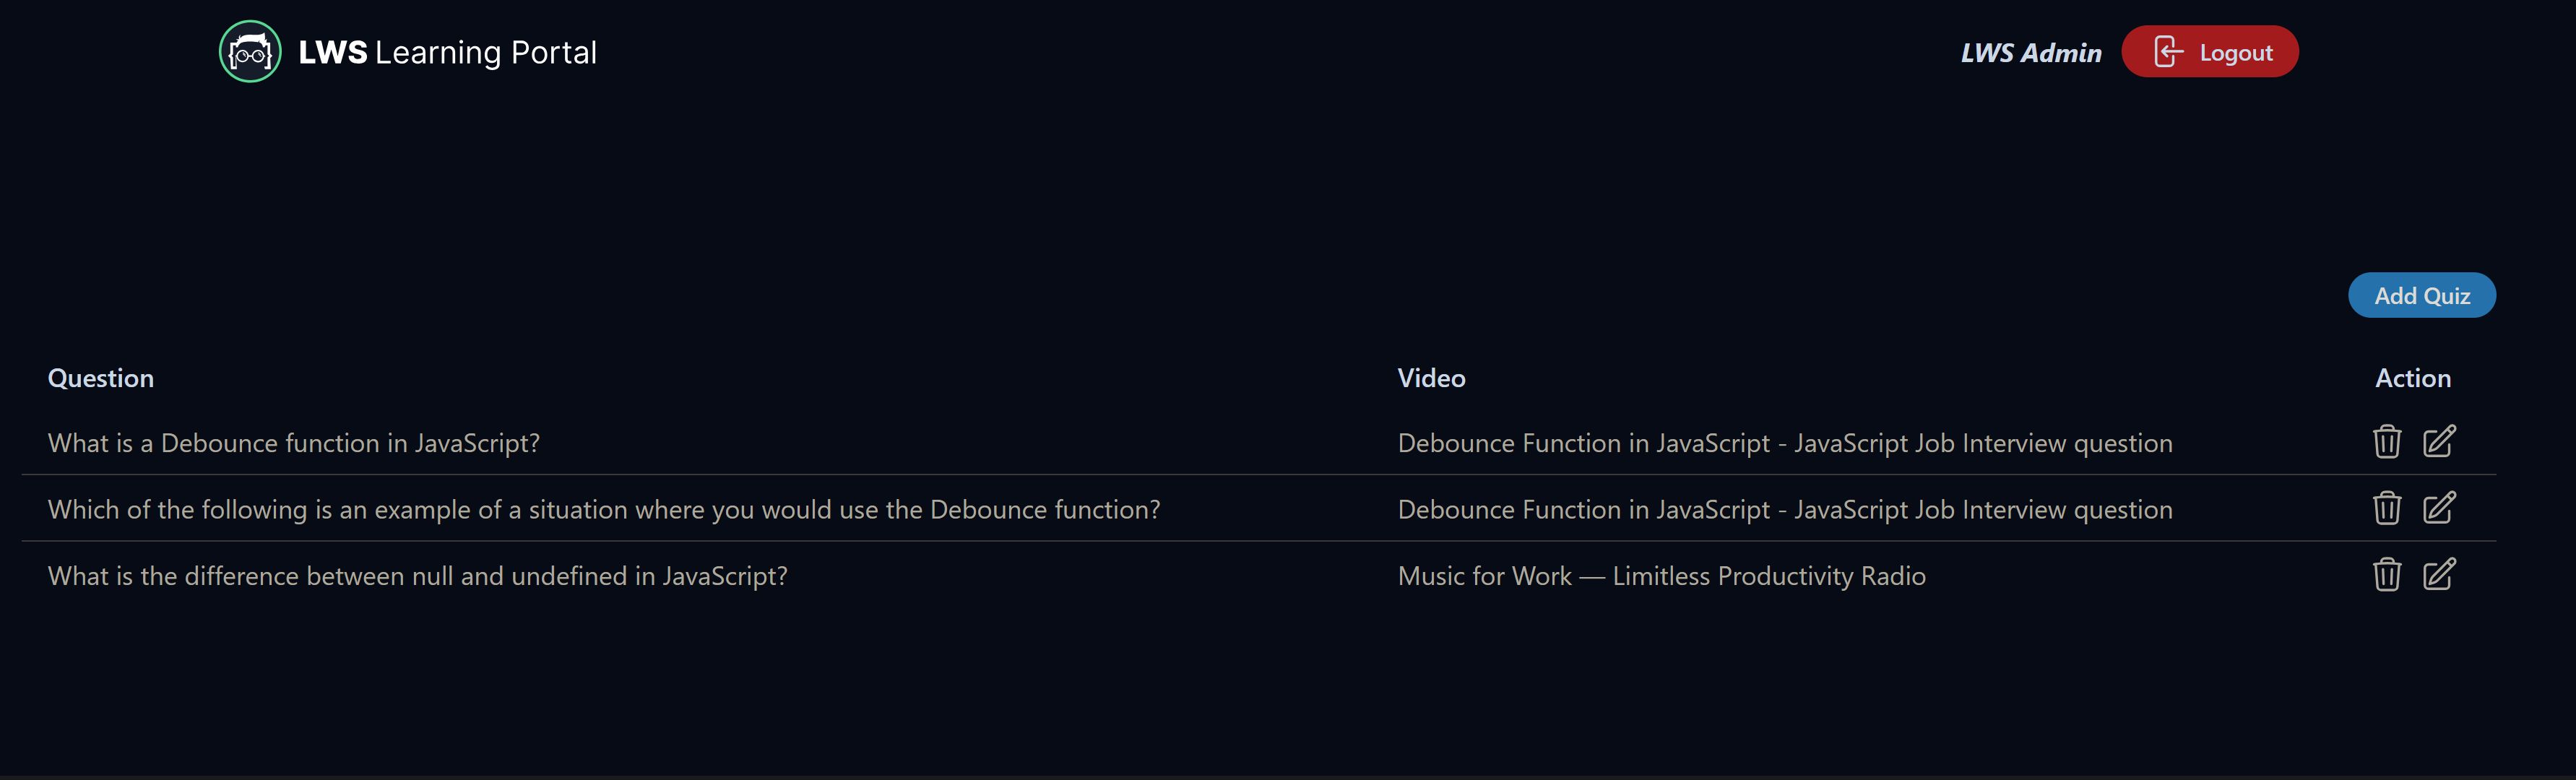 LWS Learning Portal
LWS Admin
Logout
Add Quiz
Question Video Action
What is a Debounce function in JavaScript? Debounce Function in JavaScript - JavaScript Job Interview question
Which of the following is an example of a situation where you would use the Debounce function? Debounce Function in JavaScript - JavaScript Job Interview question
What is the difference between null and undefined in JavaScript? Music for Work — Limitless Productivity Radio